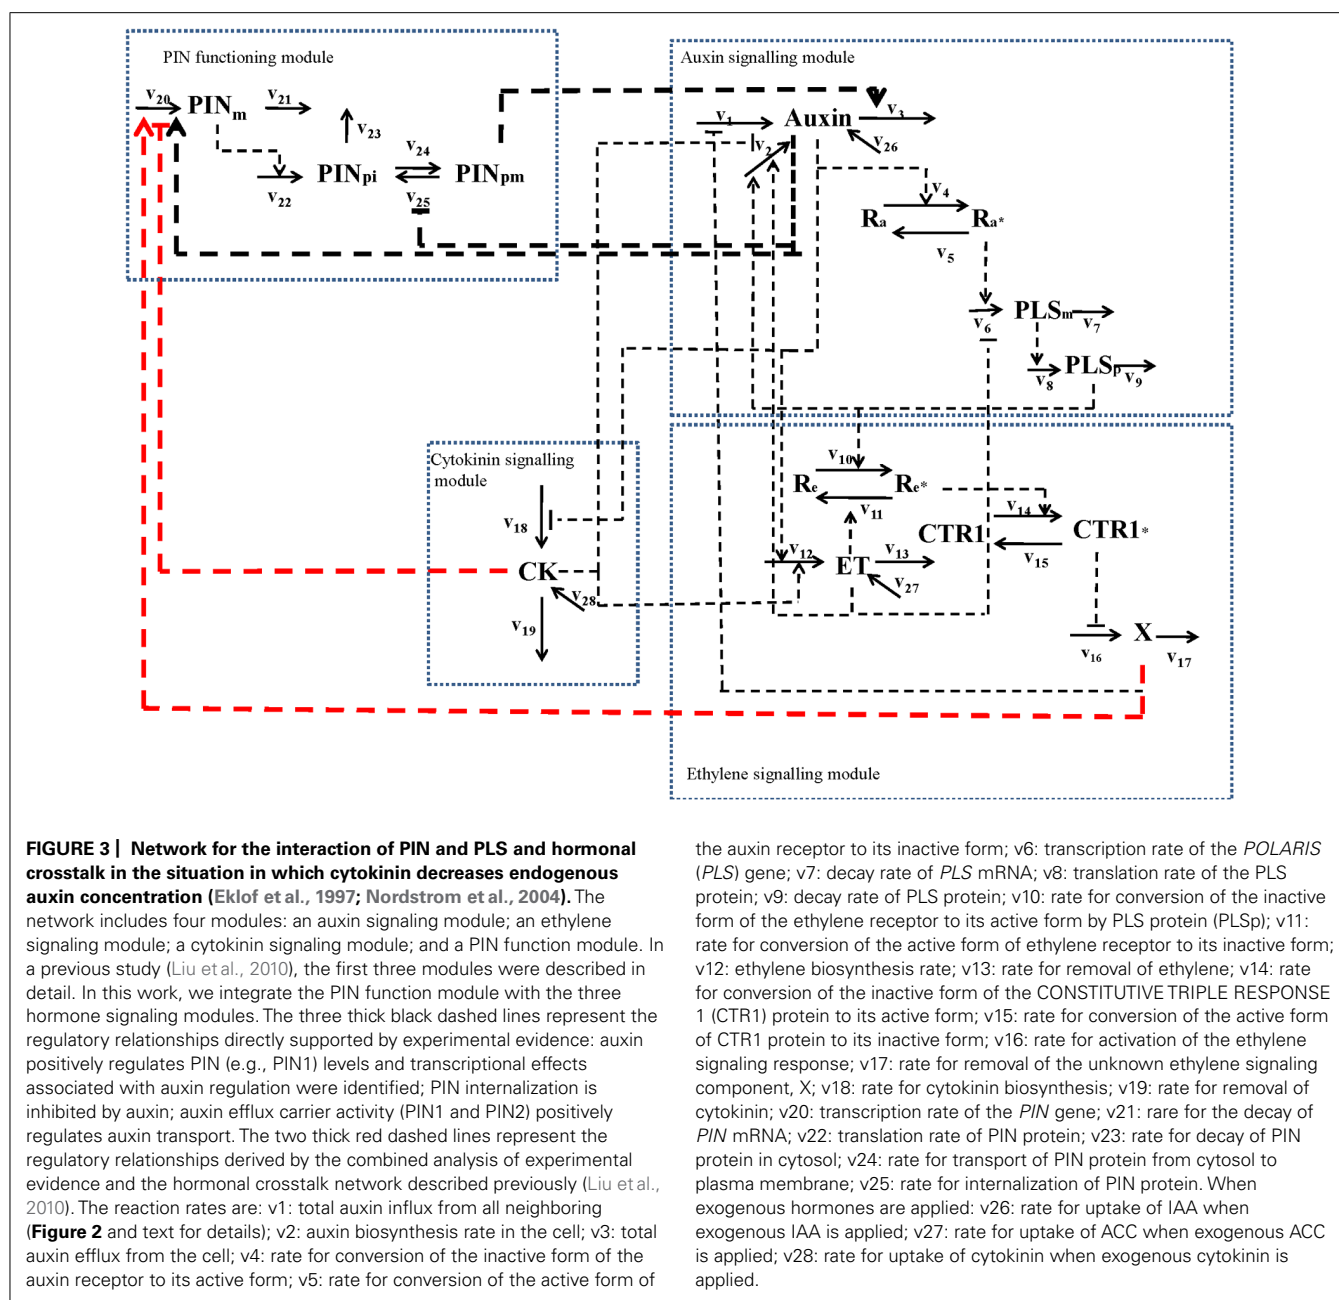 PIN functioning module
Auxin signalling module
v20
PINm
v21
v23
v24
PINpi
PINpm
v22
v25
v1
Auxin
v3
v2
v26
v4
Ra
Ra*
v5
v6
PLSm
v7
v8
PLSp
v9
Cytokinin signalling
module
v18
CK
v28
v19
v10
Re
Re*
v11
v12
ET
v13
v27
CTR1
v14
CTR1*
v15
v16
X
v17
Ethylene signalling module
FIGURE 3 | Network for the interaction of PIN and PLS and hormonal
crosstalk in the situation in which cytokinin decreases endogenous
auxin concentration (Eklof et al., 1997; Nordstrom et al., 2004). The
network includes four modules: an auxin signaling module; an ethylene
signaling module; a cytokinin signaling module; and a PIN function module. In
a previous study (Liu et al., 2010), the first three modules were described in
detail. In this work, we integrate the PIN function module with the three
hormone signaling modules. The three thick black dashed lines represent the
regulatory relationships directly supported by experimental evidence: auxin
positively regulates PIN (e.g., PIN1) levels and transcriptional effects
associated with auxin regulation were identified; PIN internalization is
inhibited by auxin; auxin efflux carrier activity (PIN1 and PIN2) positively
regulates auxin transport. The two thick red dashed lines represent the
regulatory relationships derived by the combined analysis of experimental
evidence and the hormonal crosstalk network described previously (Liu et al.,
2010). The reaction rates are: v1: total auxin influx from all neighboring
(Figure 2 and text for details); v2: auxin biosynthesis rate in the cell; v3: total
auxin efflux from the cell; v4: rate for conversion of the inactive form of the
auxin receptor to its active form; v5: rate for conversion of the active form of
the auxin receptor to its inactive form; v6: transcription rate of the POLARIS
(PLS) gene; v7: decay rate of PLS mRNA; v8: translation rate of the PLS
protein; v9: decay rate of PLS protein; v10: rate for conversion of the inactive
form of the ethylene receptor to its active form by PLS protein (PLSp); v11:
rate for conversion of the active form of ethylene receptor to its inactive form;
v12: ethylene biosynthesis rate; v13: rate for removal of ethylene; v14: rate
for conversion of the inactive form of the CONSTITUTIVE TRIPLE RESPONSE
1 (CTR1) protein to its active form; v15: rate for conversion of the active form
of CTR1 protein to its inactive form; v16: rate for activation of the ethylene
signaling response; v17: rate for removal of the unknown ethylene signaling
component, X; v18: rate for cytokinin biosynthesis; v19: rate for removal of
cytokinin; v20: transcription rate of the PIN gene; v21: rare for the decay of
PIN mRNA; v22: translation rate of PIN protein; v23: rate for decay of PIN
protein in cytosol; v24: rate for transport of PIN protein from cytosol to
plasma membrane; v25: rate for internalization of PIN protein. When
exogenous hormones are applied: v26: rate for uptake of IAA when
exogenous IAA is applied; v27: rate for uptake of ACC when exogenous ACC
is applied; v28: rate for uptake of cytokinin when exogenous cytokinin is
applied.